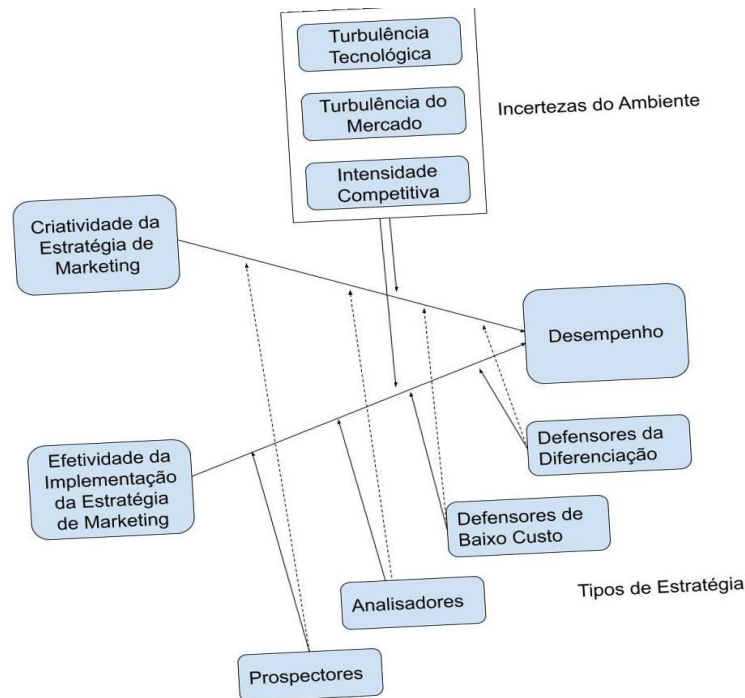 Turbulência
Tecnológica
Turbulência do
Mercado
Incertezas do Ambiente
Intensidade
Competitiva
Criatividade da
Estratégia de
Marketing
Desempenho
Efetividade da
Implementação
da Estratégia
de Marketing
Defensores da
Diferenciação
Defensores de
Baixo Custo
Tipos de Estratégia
Analisadores
Prospectores